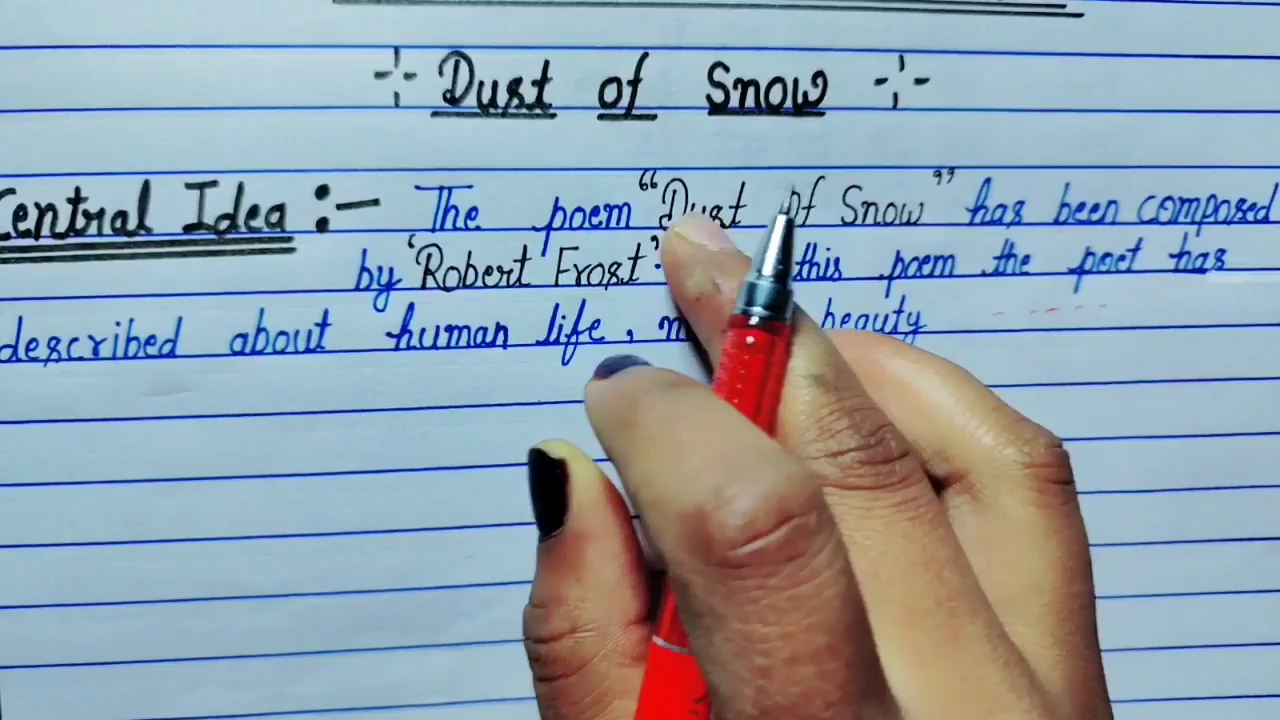 Dust of Snow
Central Idea :- The poem “Dust of Snow” has been composed
by ‘Robert Frost’ this poem the poet has
described about human life, beauty